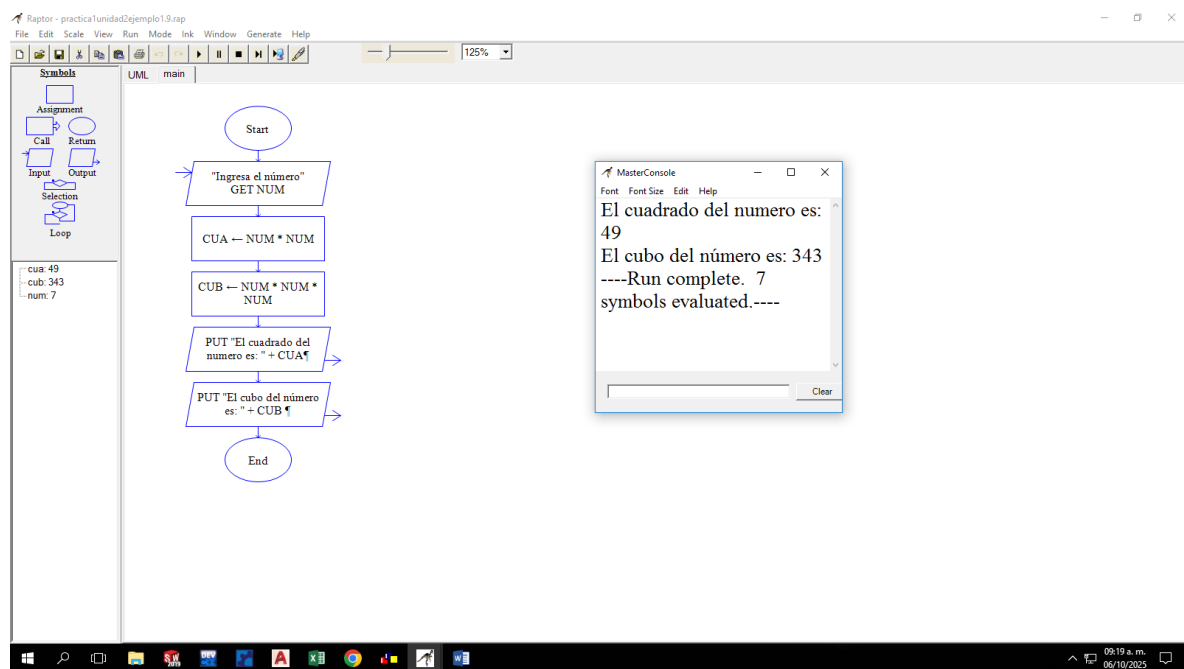 Raptor - practica1unidad2ejemplo1.9.rap
File Edit Scale View Run Mode Ink Window Generate Help
125%
Symbols
Assignment
Call Return
Input Output
Selection
Loop
UML main
cua: 49
cub: 343
num: 7
Start
"Ingresa el número"
GET NUM
CUA ← NUM * NUM
CUB ← NUM * NUM *
NUM
PUT "El cuadrado del
numero es: " + CUA¶
PUT "El cubo del número
es: " + CUB ¶
End
MasterConsole
Font Font Size Edit Help
El cuadrado del numero es:
49
El cubo del número es: 343
----Run complete. 7
symbols evaluated.----
Clear
SW
2019
DEV
A
09:19 a. m.
06/10/2025